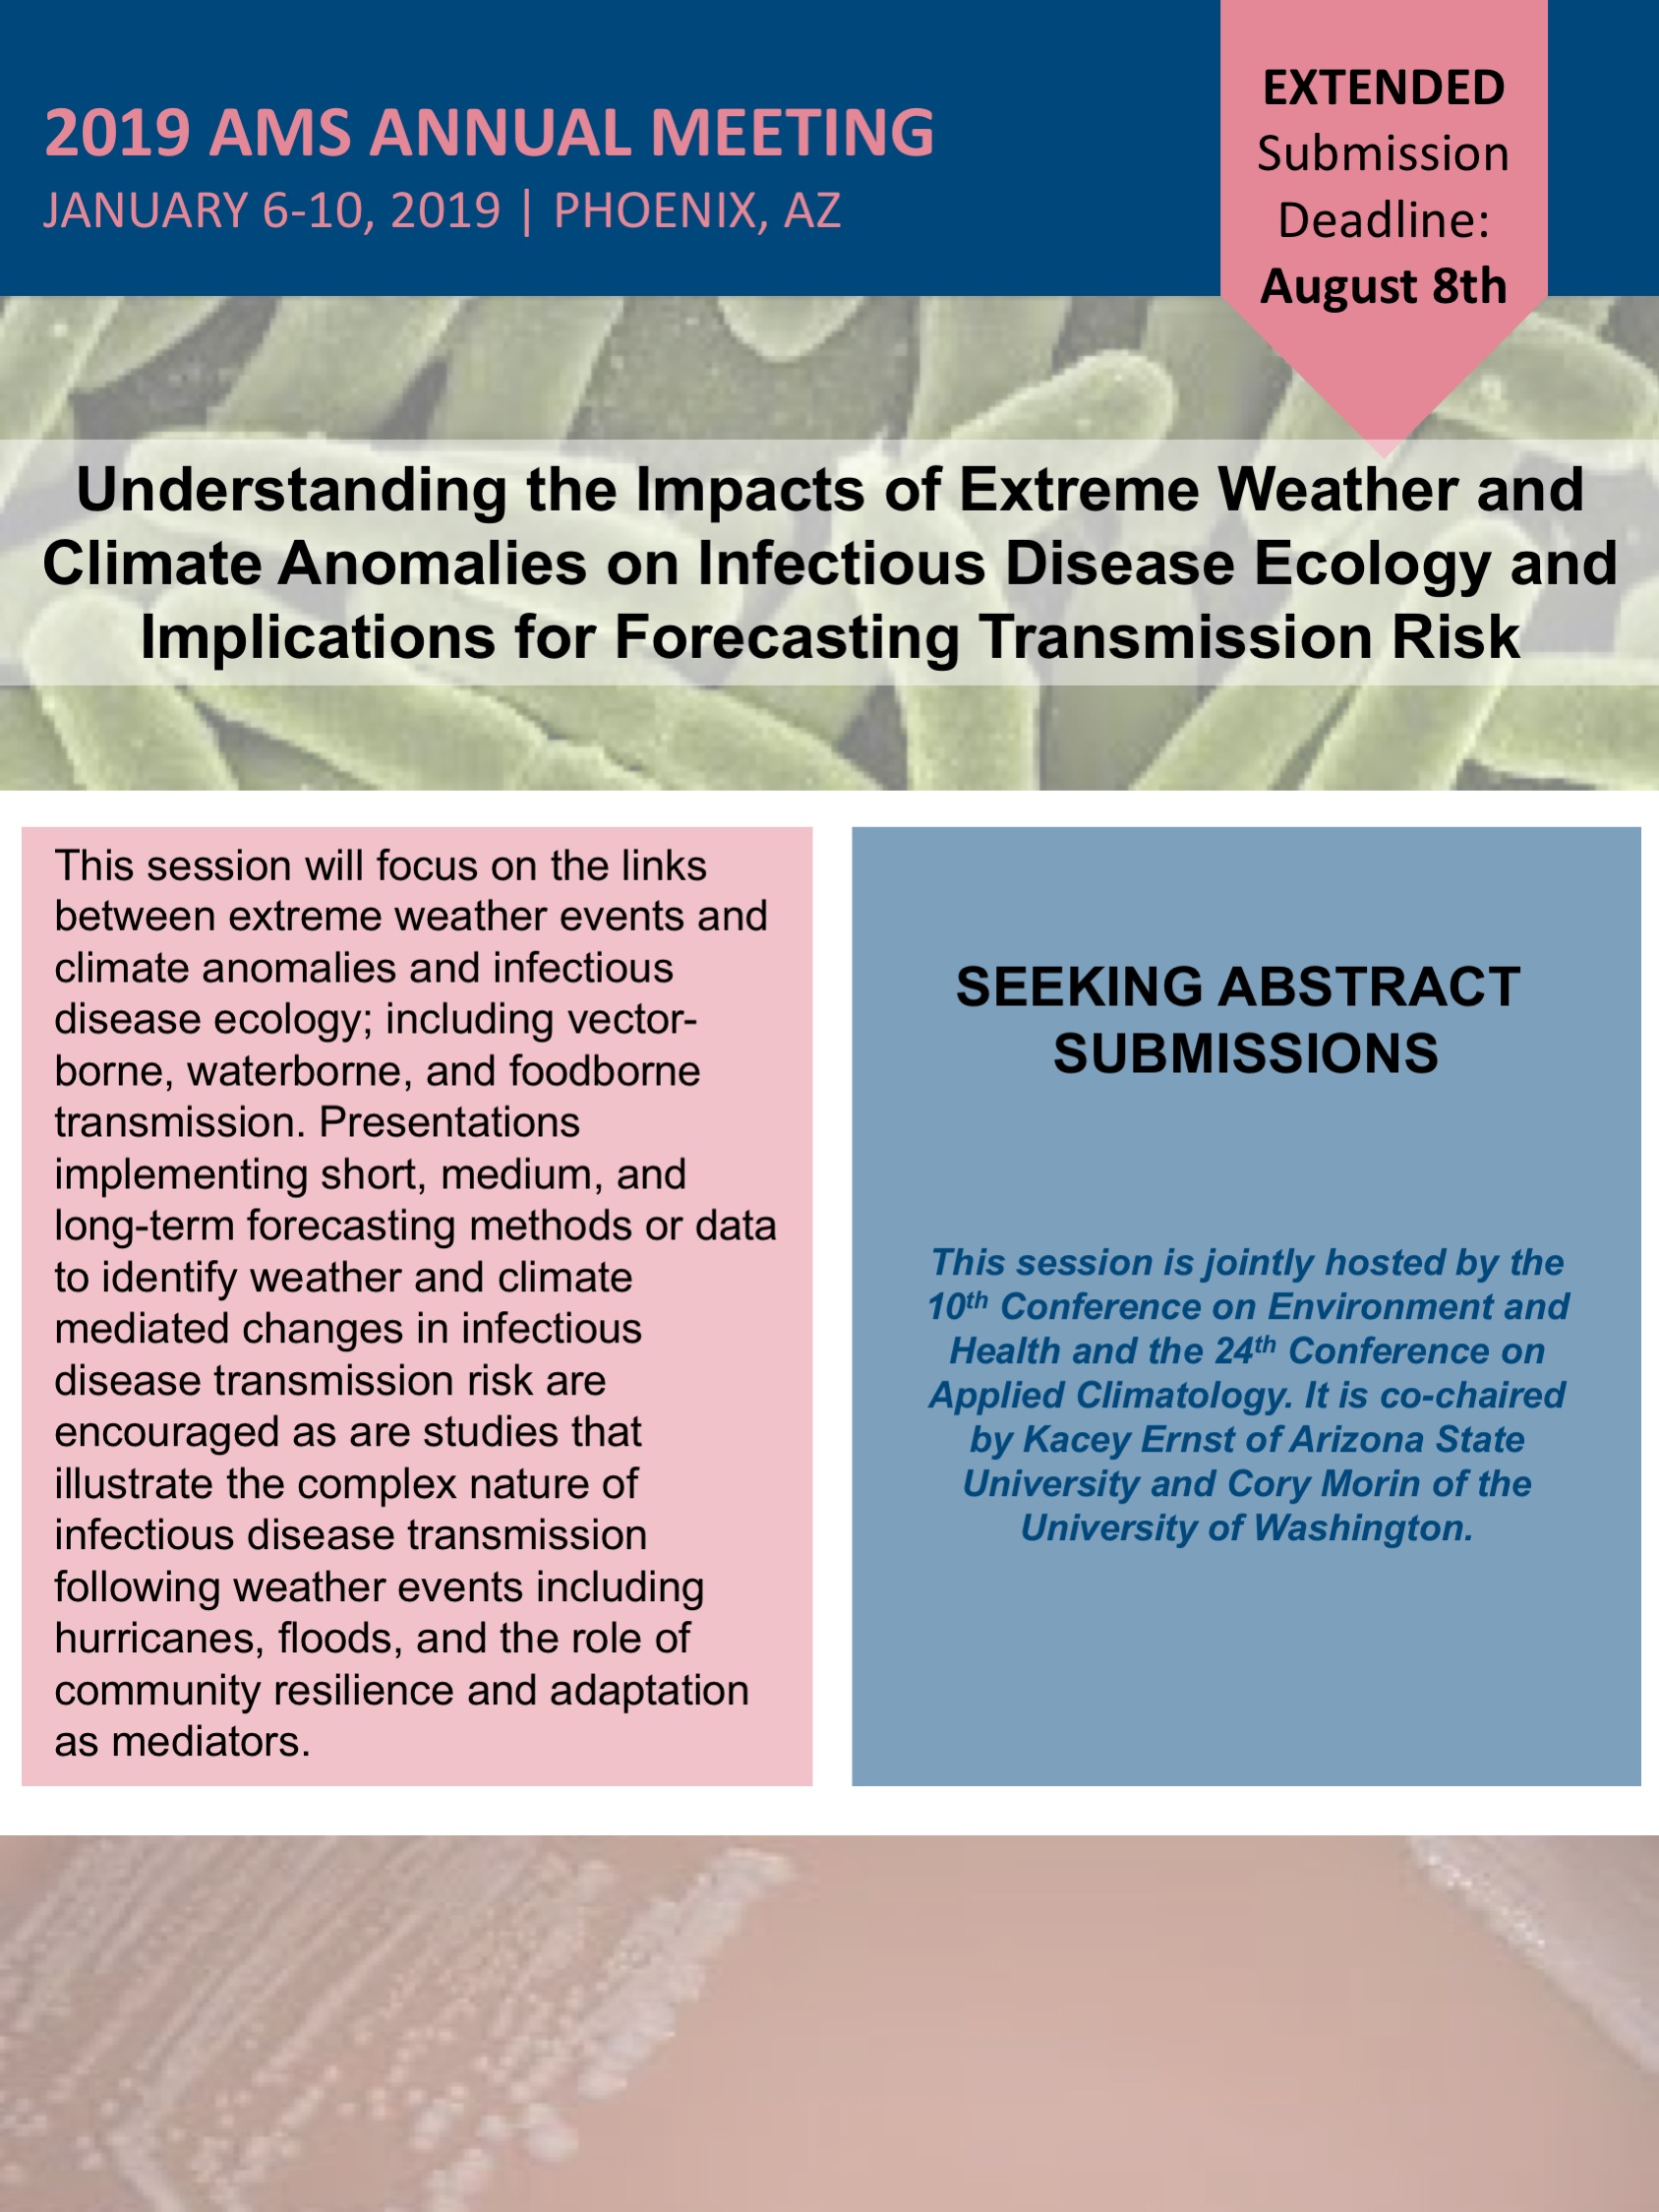 2019 AMS ANNUAL MEETING
JANUARY 6-10, 2019 | PHOENIX, AZ
EXTENDED
Submission
Deadline:
August 8th
Understanding the Impacts of Extreme Weather and
Climate Anomalies on Infectious Disease Ecology and
Implications for Forecasting Transmission Risk
This session will focus on the links
between extreme weather events and
climate anomalies and infectious
disease ecology; including vector-
borne, waterborne, and foodborne
transmission. Presentations
implementing short, medium, and
long-term forecasting methods or data
to identify weather and climate
mediated changes in infectious
disease transmission risk are
encouraged as are studies that
illustrate the complex nature of
infectious disease transmission
following weather events including
hurricanes, floods, and the role of
community resilience and adaptation
as mediators.
SEEKING ABSTRACT
SUBMISSIONS
This session is jointly hosted by the
10th Conference on Environment and
Health and the 24th Conference on
Applied Climatology. It is co-chaired
by Kacey Ernst of Arizona State
University and Cory Morin of the
University of Washington.